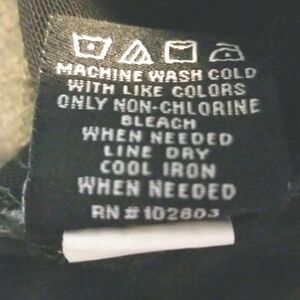 MACHINE WASH COLD
WITH LIKE COLORS
ONLY NON-CHLORINE
BLEACH
WHEN NEEDED
LINE DRY
COOL IRON
WHEN NEEDED
RN #102803